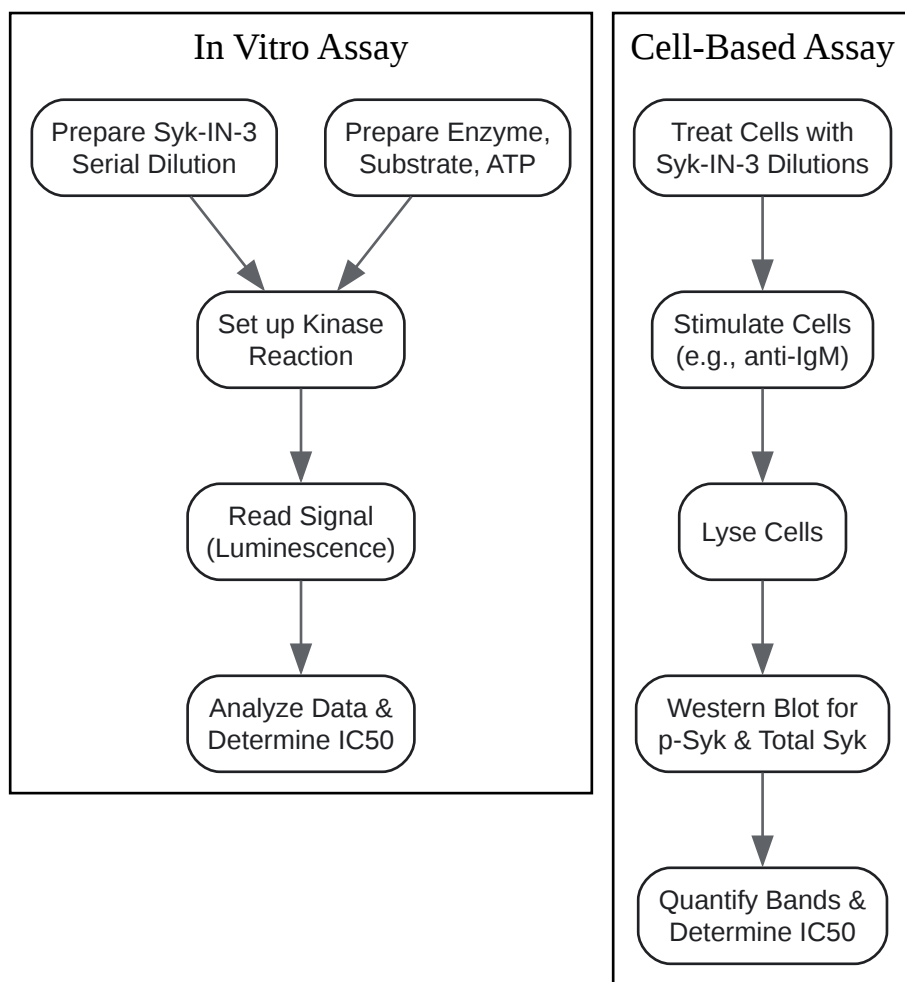 In Vitro Assay
Prepare Syk-IN-3
Serial Dilution
Prepare Enzyme,
Substrate, ATP
Set up Kinase
Reaction
Read Signal
(Luminescence)
Analyze Data &
Determine IC50
Cell-Based Assay
Treat Cells with
Syk-IN-3 Dilutions
Stimulate Cells
(e.g., anti-IgM)
Lyse Cells
Western Blot for
p-Syk & Total Syk
Quantify Bands &
Determine IC50